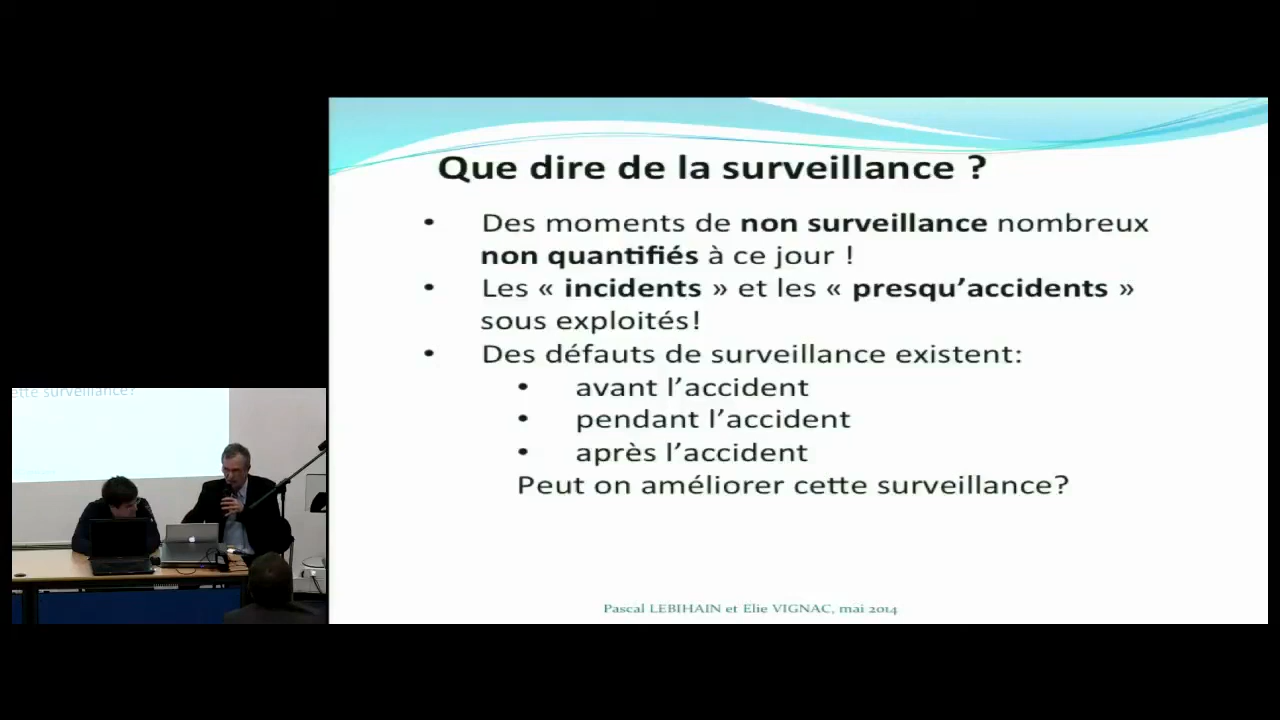 Que dire de la surveillance ?
• Des moments de non surveillance nombreux
non quantifiés à ce jour !
• Les « incidents » et les « presqu’accidents »
sous exploités!
• Des défauts de surveillance existent:
• avant l’accident
• pendant l’accident
• après l’accident
Peut on améliorer cette surveillance?
Pascal LEBIHAIN et Elie VIGNAC, mai 2014
ette surveillance?